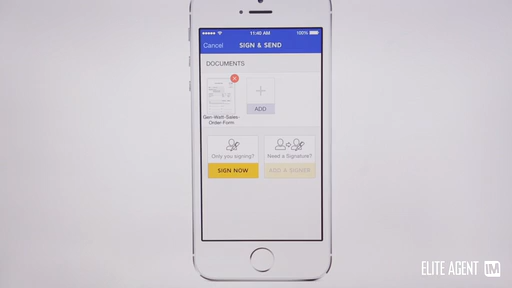 11:40 AM
100%
Cancel
SIGN & SEND
DOCUMENTS
ADD
Gen-Watt-Sales-
Order-Form
Only you signing?
Need a Signature?
SIGN NOW
ADD A SIGNER
ELITE AGENT